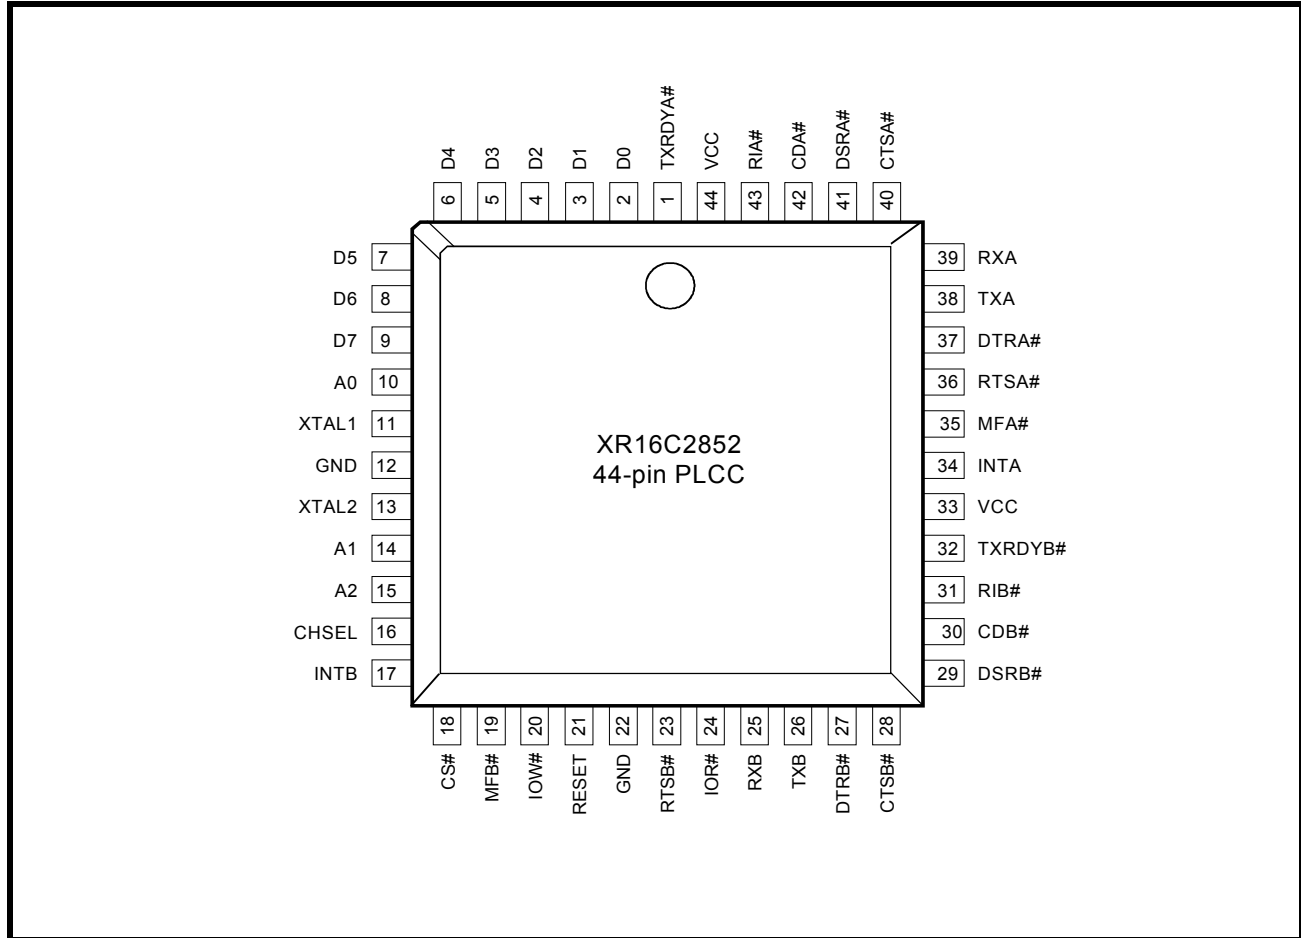 D4
D3
D2
D1
D0
TXRDYA#
VCC
RIA#
CDA#
DSRA#
CTSA#
6
5
4
3
2
1
44
43
42
41
40
D5 7
39 RXA
D6 8
38 TXA
D7 9
37 DTRA#
A0 10
36 RTSA#
XTAL1 11
35 MFA#
XR16C2852
44-pin PLCC
GND 12
34 INTA
XTAL2 13
33 VCC
A1 14
32 TXRDYB#
A2 15
31 RIB#
CHSEL 16
30 CDB#
INTB 17
29 DSRB#
18
19
20
21
22
23
24
25
26
27
28
CS#
MFB#
IOW#
RESET
GND
RTSB#
IOR#
RXB
TXB
DTRB#
CTSB#